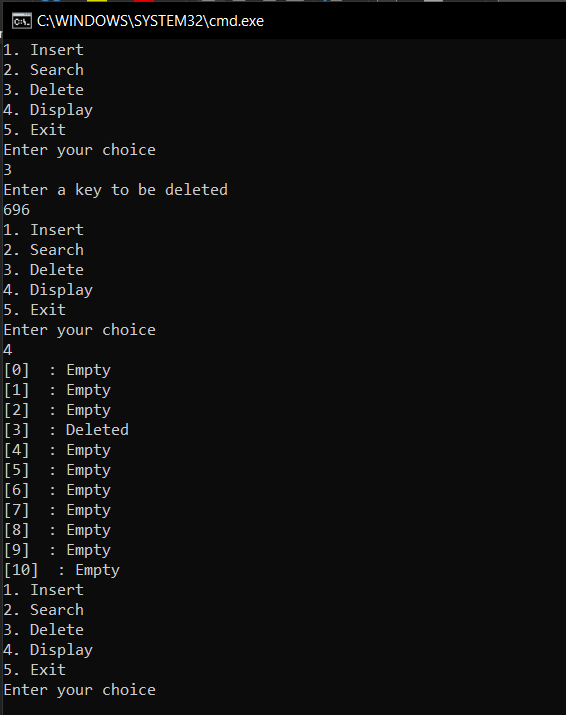 C:\WINDOWS\SYSTEM32\cmd.exe
1. Insert
2. Search
3. Delete
4. Display
5. Exit
Enter your choice
3
Enter a key to be deleted
696
1. Insert
2. Search
3. Delete
4. Display
5. Exit
Enter your choice
4
[0]  : Empty
[1]  : Empty
[2]  : Empty
[3]  : Deleted
[4]  : Empty
[5]  : Empty
[6]  : Empty
[7]  : Empty
[8]  : Empty
[9]  : Empty
[10]  : Empty
1. Insert
2. Search
3. Delete
4. Display
5. Exit
Enter your choice